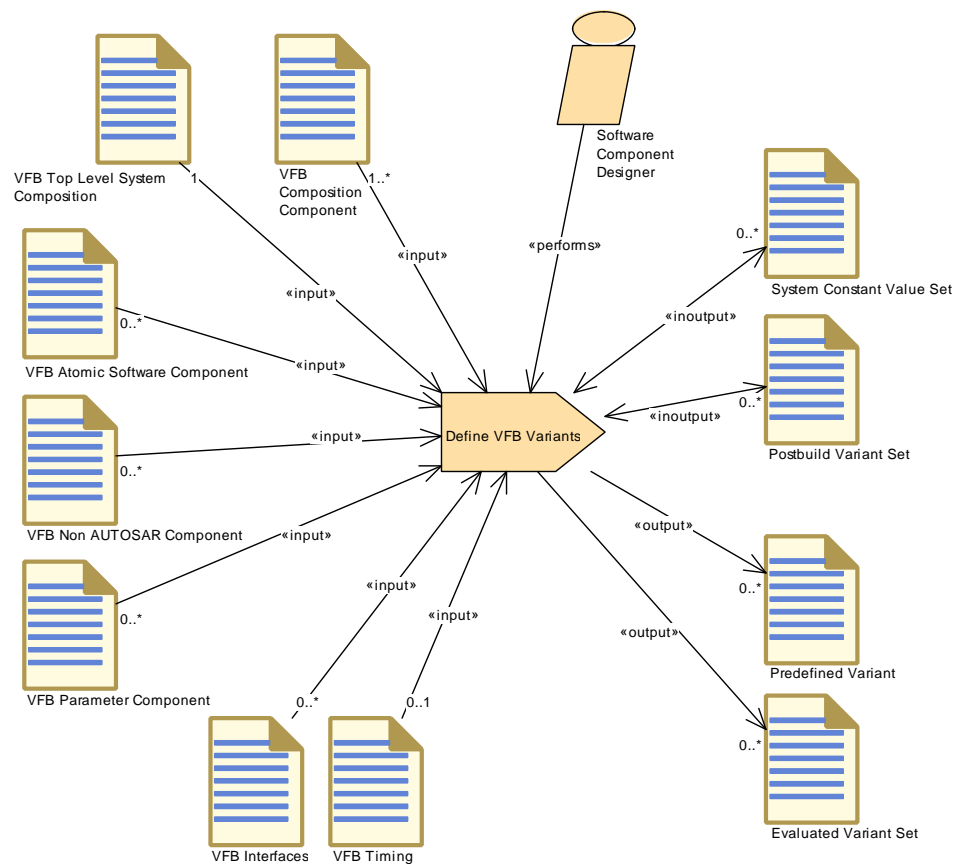 VFB Top Level System
Composition
1
VFB
Composition
Component
1..*
Software
Component
Designer
«performs»
«input»
«input»
0..*
System Constant Value Set
«inoutput»
0..*
VFB Atomic Software Component
«input»
0..*
Postbuild Variant Set
«inoutput»
Define VFB Variants
«input»
0..*
VFB Non AUTOSAR Component
«input»
0..*
VFB Parameter Component
«input»
0..*
VFB Interfaces
«input»
0..1
VFB Timing
«output»
0..*
Predefined Variant
«output»
0..*
Evaluated Variant Set